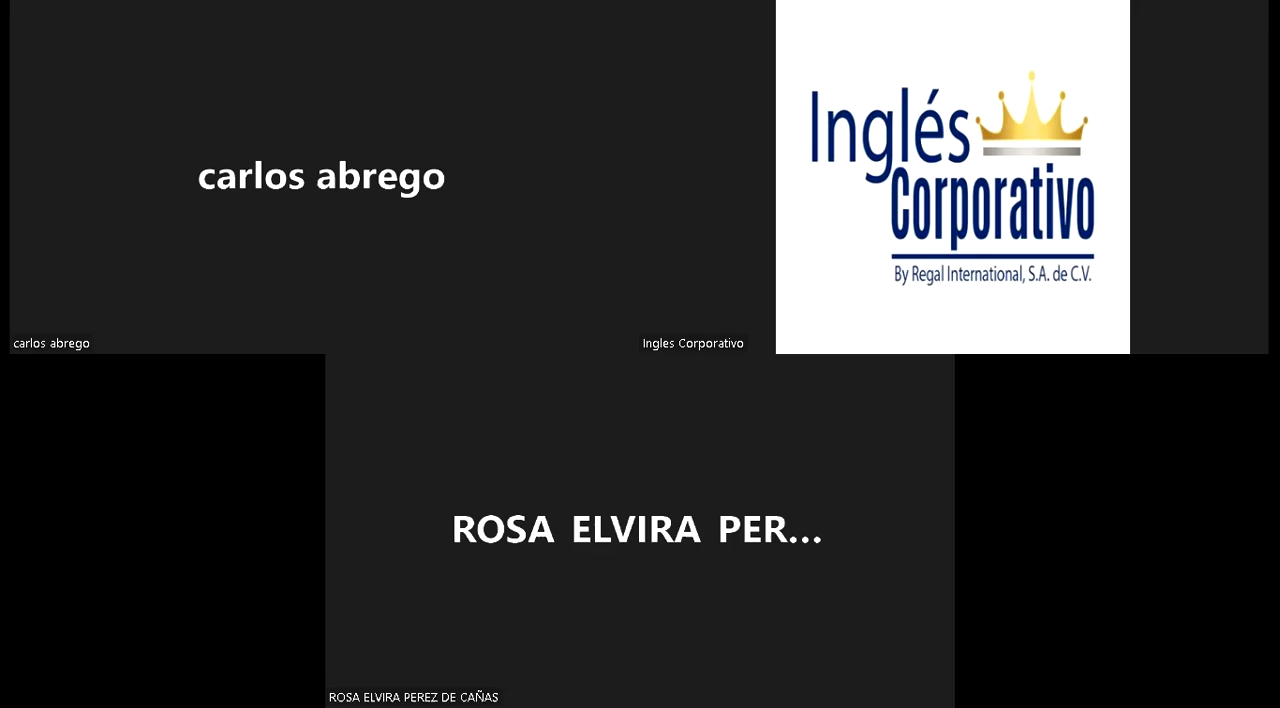 carlos abrego
Inglés
Corporativo
By Regal International, S.A. de C.V.
carlos abrego
Ingles Corporativo
ROSA ELVIRA PER...
ROSA ELVIRA PEREZ DE CAÑAS